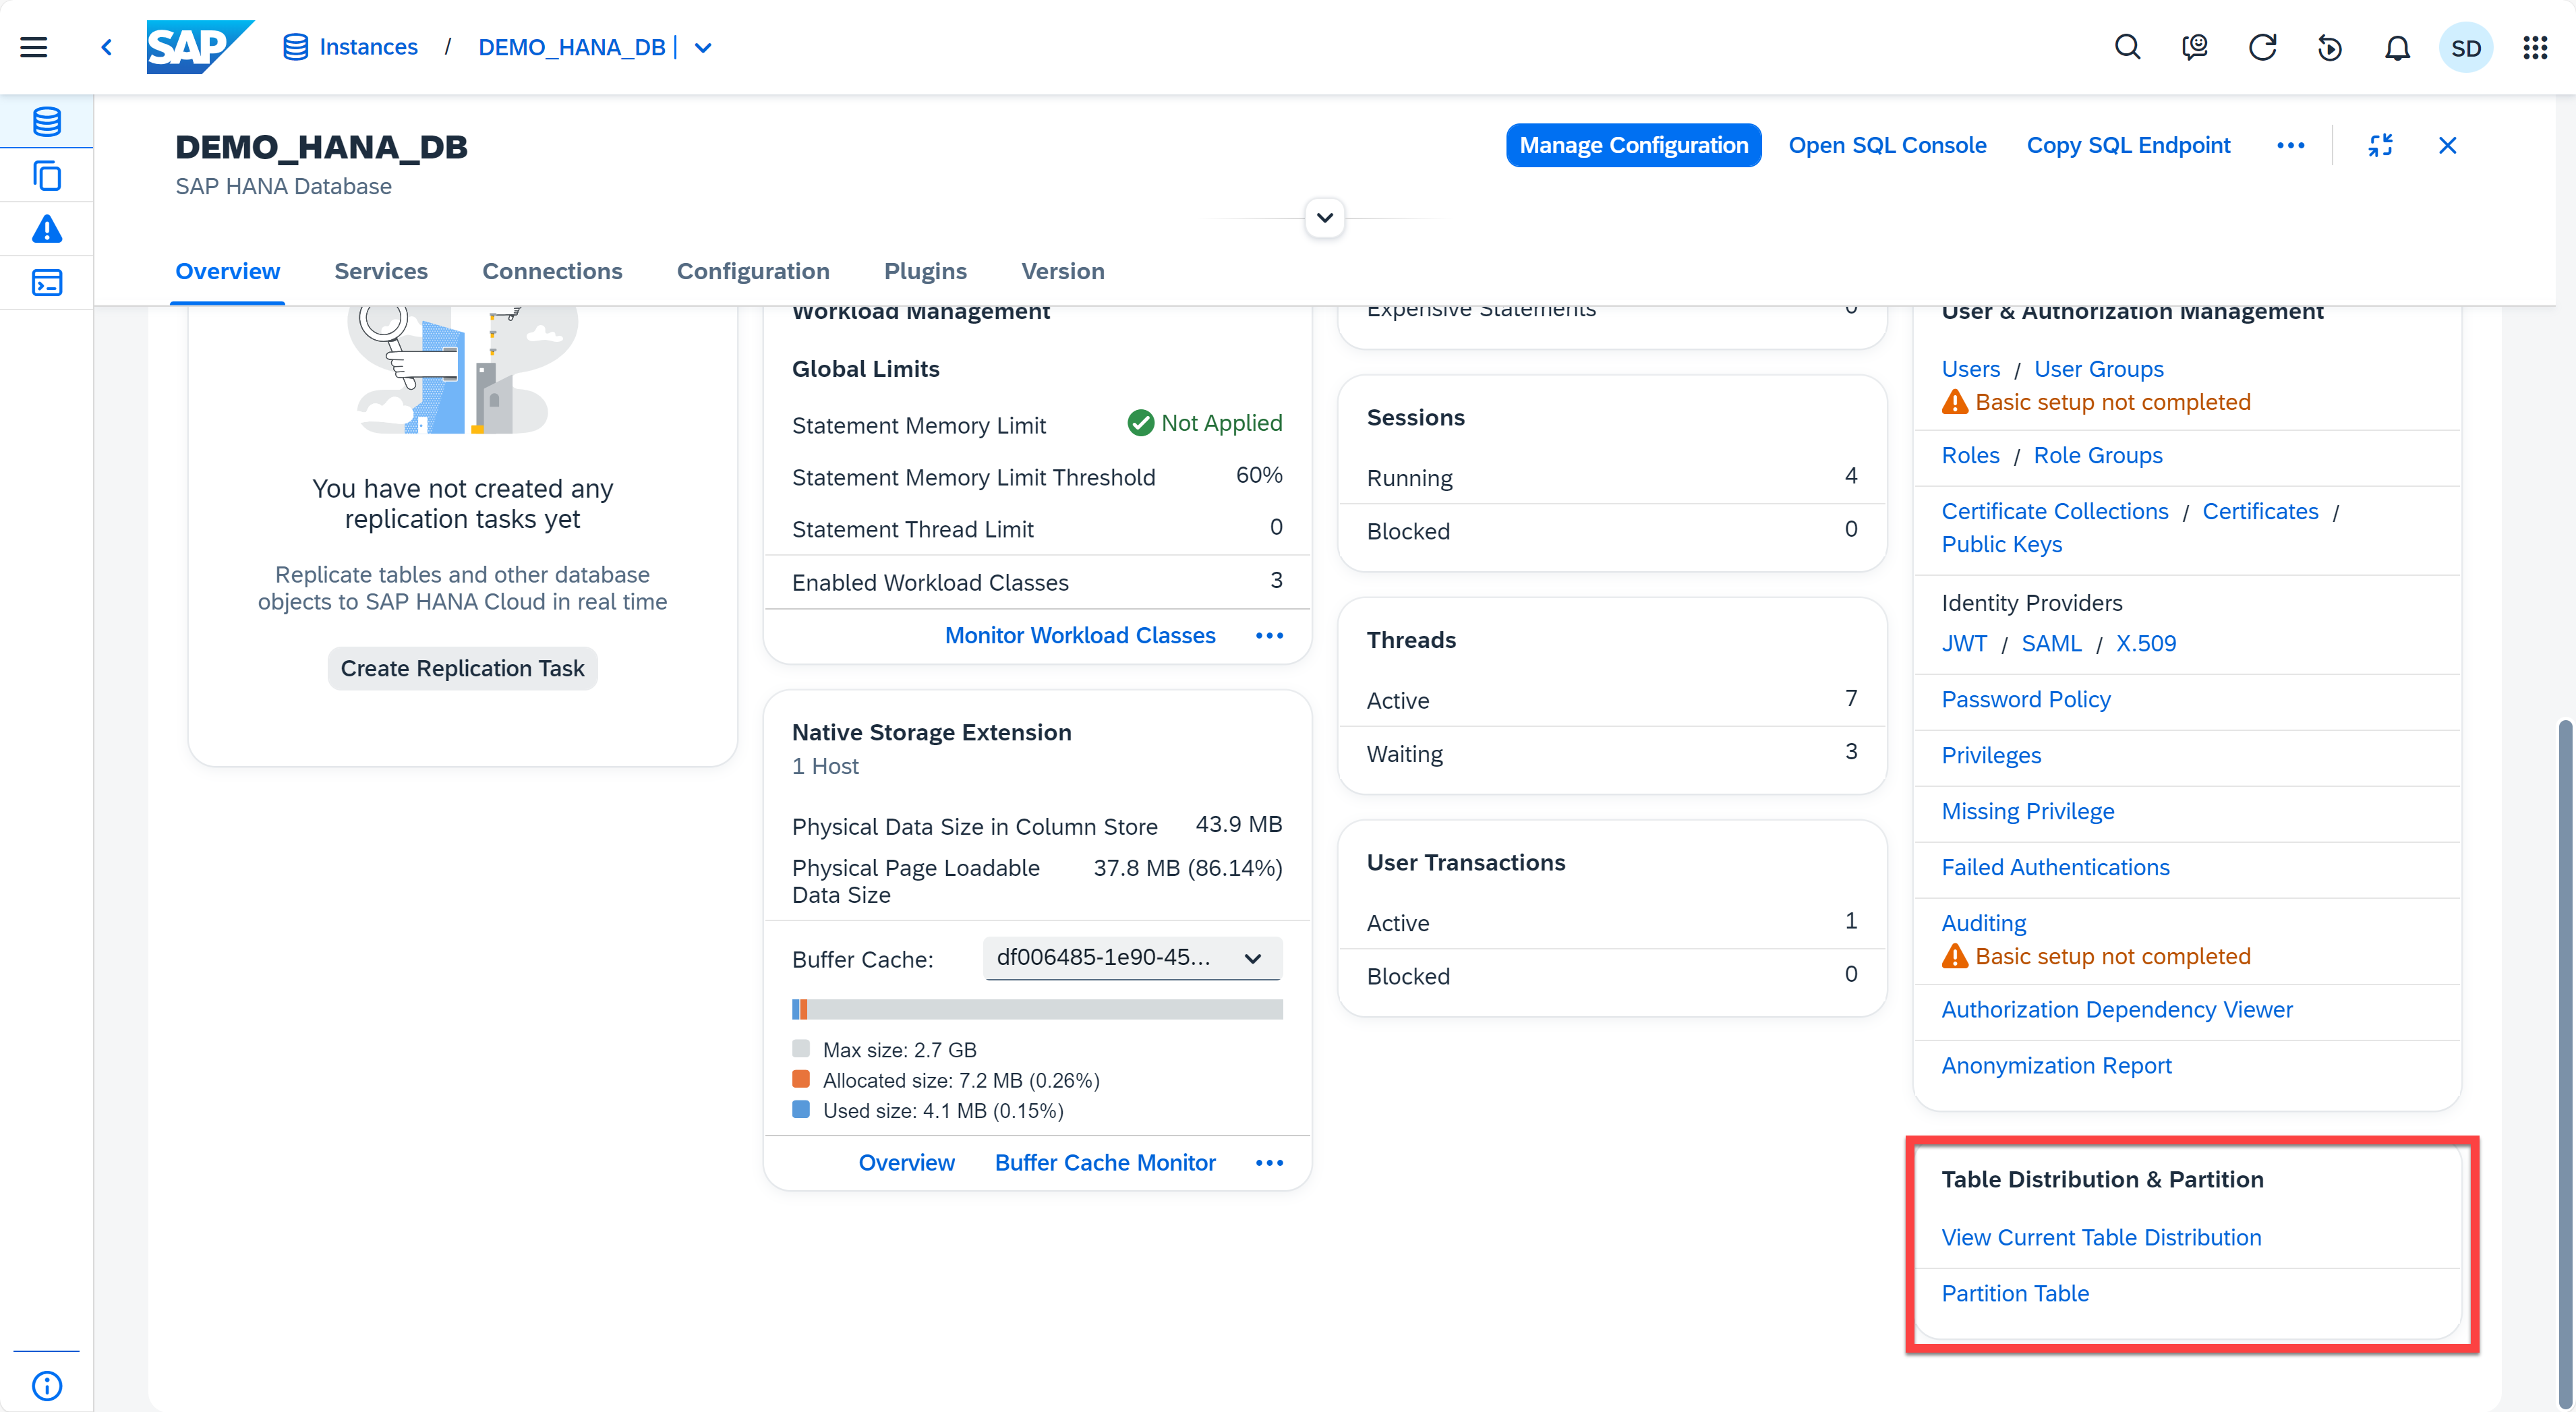 SAP
Instances / DEMO_HANA_DB
SD
DEMO_HANA_DB
SAP HANA Database
Manage Configuration
Open SQL Console
Copy SQL Endpoint
Overview
Services
Connections
Configuration
Plugins
Version
You have not created any
replication tasks yet
Replicate tables and other database
objects to SAP HANA Cloud in real time
Create Replication Task
Workload Management
Global Limits
Statement Memory Limit Not Applied
Statement Memory Limit Threshold 60%
Statement Thread Limit 0
Enabled Workload Classes 3
Monitor Workload Classes
Native Storage Extension
1 Host
Physical Data Size in Column Store 43.9 MB
Physical Page Loadable 37.8 MB (86.14%)
Data Size
Buffer Cache: df006485-1e90-45...
Max size: 2.7 GB
Allocated size: 7.2 MB (0.26%)
Used size: 4.1 MB (0.15%)
Overview Buffer Cache Monitor
Expensive Statements 0
Sessions
Running 4
Blocked 0
Threads
Active 7
Waiting 3
User Transactions
Active 1
Blocked 0
User & Authorization Management
Users / User Groups
Basic setup not completed
Roles / Role Groups
Certificate Collections / Certificates /
Public Keys
Identity Providers
JWT / SAML / X.509
Password Policy
Privileges
Missing Privilege
Failed Authentications
Auditing
Basic setup not completed
Authorization Dependency Viewer
Anonymization Report
Table Distribution & Partition
View Current Table Distribution
Partition Table